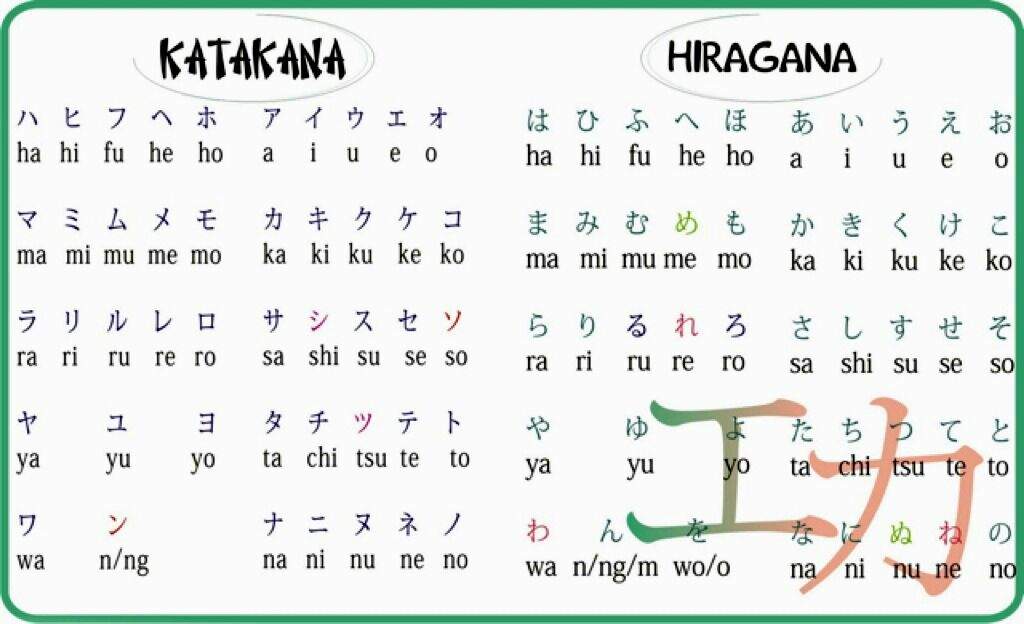 KATAKANA
ハ ヒ フ ヘ ホ ア イ ウ エ オ
ha hi fu he ho a i u e o
マ ミ ム メ モ カ キ ク ケ コ
ma mi mu me mo ka ki ku ke ko
ラ リ ル レ ロ サ シ ス セ ソ
ra ri ru re ro sa shi su se so
ヤ ユ ヨ タ チ ツ テ ト
ya yu yo ta chi tsu te to
ワ ン ナ ニ ヌ ネ ノ
wa n/ng na ni nu ne no
HIRAGANA
は ひ ふ へ ほ あ い う え お
ha hi fu he ho a i u e o
ま み む め も か き く け こ
ma mi mu me mo ka ki ku ke ko
ら り る れ ろ さ し す せ そ
ra ri ru re ro sa shi su se so
や ゆ よ た ち つ て と
ya yu yo ta chi tsu te to
わ ん を な に ぬ ね の
wa n/ng/m wo/o na ni nu ne no
エカ